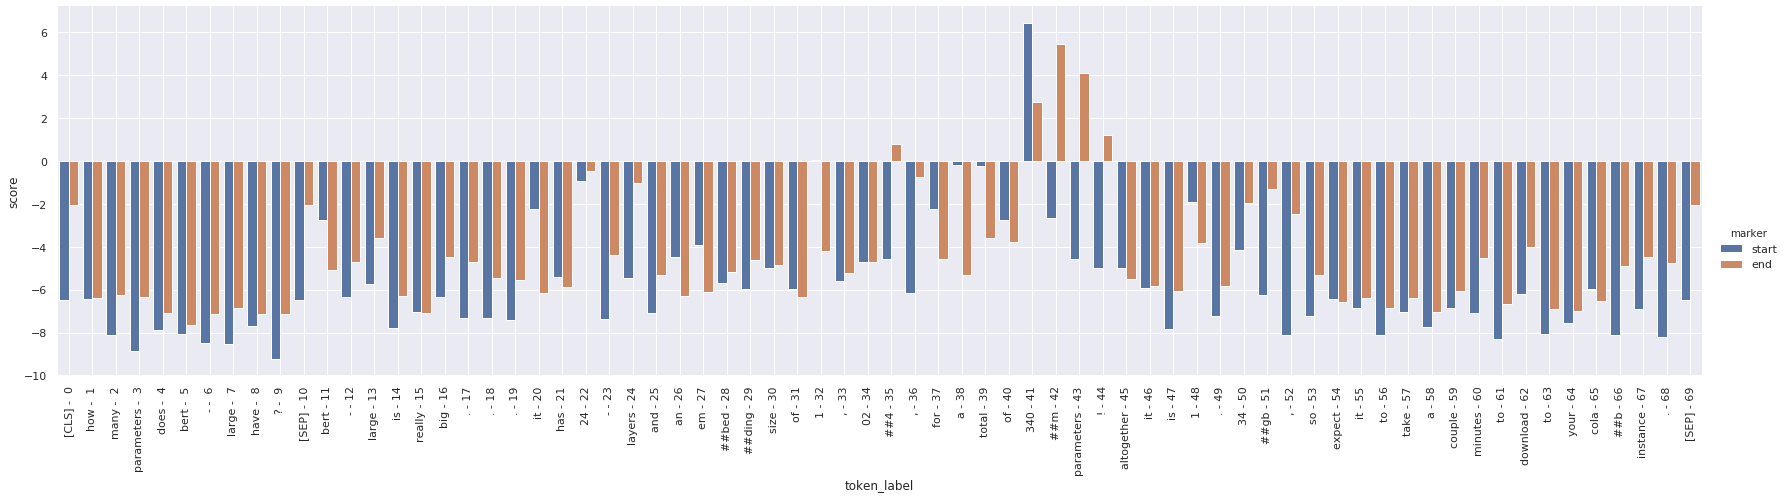 6
4
2
0
−2
−4
−6
−8
−10
score
marker
start
end
[CLS] - 0
how - 1
many - 2
parameters - 3
does - 4
bert - 5
- - 6
large - 7
have - 8
? - 9
[SEP] - 10
bert - 11
- - 12
large - 13
is - 14
really - 15
big - 16
. - 17
. - 18
. - 19
it - 20
has - 21
24 - 22
- - 23
layers - 24
and - 25
an - 26
em - 27
##bed - 28
##ding - 29
size - 30
of - 31
1 - 32
, - 33
02 - 34
##4 - 35
, - 36
for - 37
a - 38
total - 39
of - 40
340 - 41
##m - 42
parameters - 43
! - 44
altogether - 45
it - 46
is - 47
1 - 48
. - 49
34 - 50
##gb - 51
, - 52
so - 53
expect - 54
it - 55
to - 56
take - 57
a - 58
couple - 59
minutes - 60
to - 61
download - 62
to - 63
your - 64
cola - 65
##b - 66
instance - 67
. - 68
[SEP] - 69
token_label